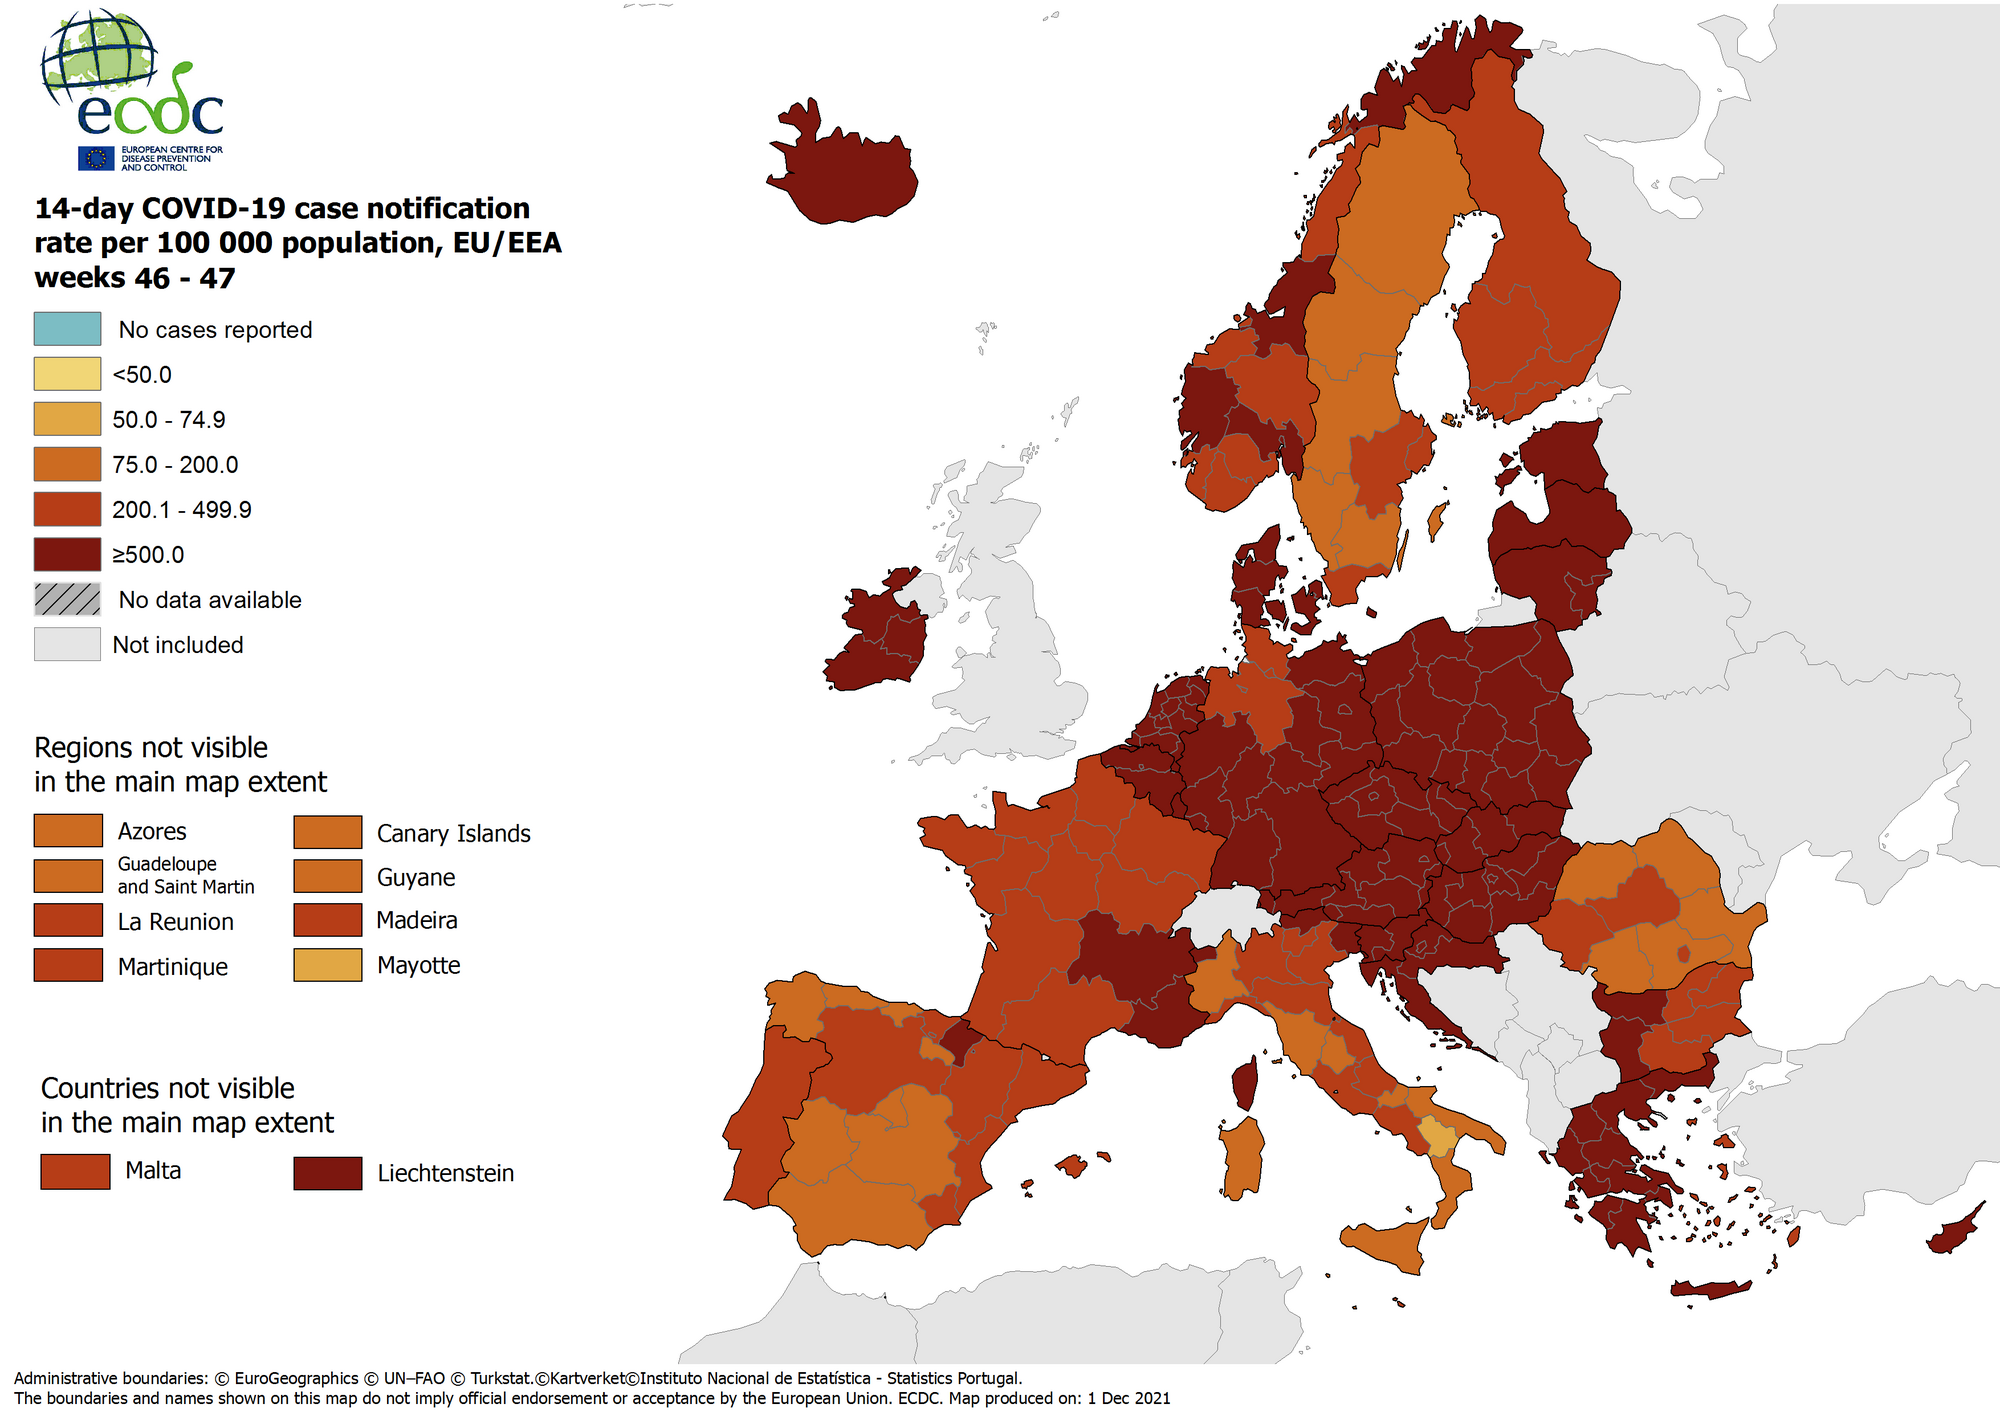 ecdc
EUROPEAN CENTRE FOR
DISEASE PREVENTION
AND CONTROL
14-day COVID-19 case notification
rate per 100 000 population, EU/EEA
weeks 46 - 47
No cases reported
<50.0
50.0 - 74.9
75.0 - 200.0
200.1 - 499.9
≥500.0
No data available
Not included
Regions not visible
in the main map extent
Azores
Canary Islands
Guadeloupe
and Saint Martin
Guyane
La Reunion
Madeira
Martinique
Mayotte
Countries not visible
in the main map extent
Malta
Liechtenstein
Administrative boundaries: © EuroGeographics © UN–FAO © Turkstat.©Kartverket©Instituto Nacional de Estatística - Statistics Portugal.
The boundaries and names shown on this map do not imply official endorsement or acceptance by the European Union. ECDC. Map produced on: 1 Dec 2021